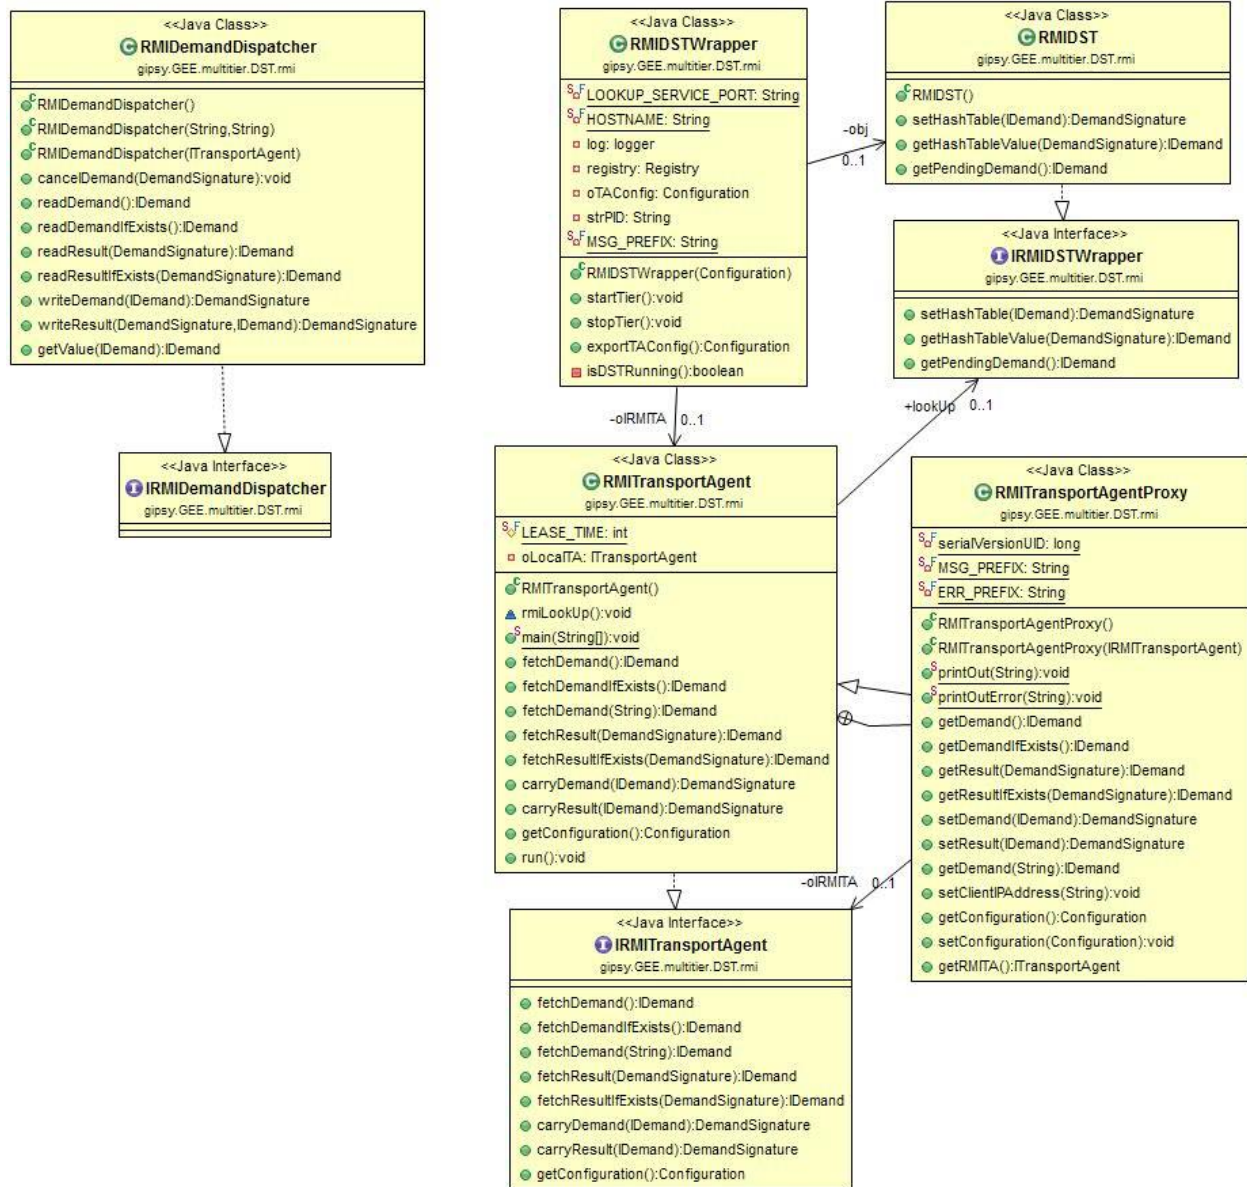 <<Java Class>>
RMIDemandDispatcher
gipsy.GEE.multitier.DST.rmi
RMIDemandDispatcher()
RMIDemandDispatcher(String,String)
RMIDemandDispatcher(ITransportAgent)
cancelDemand(DemandSignature):void
readDemand():IDemand
readDemandIfExists():IDemand
readResult(DemandSignature):IDemand
readResultIfExists(DemandSignature):IDemand
writeDemand(IDemand):DemandSignature
writeResult(DemandSignature,IDemand):DemandSignature
getValue(IDemand):IDemand
<<Java Interface>>
IRMIDemandDispatcher
gipsy.GEE.multitier.DST.rmi
<<Java Class>>
RMIDSTWrapper
gipsy.GEE.multitier.DST.rmi
LOOKUP_SERVICE_PORT: String
HOSTNAME: String
log: logger
registry: Registry
oTAConfig: Configuration
strPID: String
MSG_PREFIX: String
RMIDSTWrapper(Configuration)
startTier():void
stopTier():void
exportTAConfig():Configuration
isDSTRunning():boolean
-obj
0..1
<<Java Class>>
RMIDST
gipsy.GEE.multitier.DST.rmi
RMIDST()
setHashTable(IDemand):DemandSignature
getHashTableValue(DemandSignature):IDemand
getPendingDemand():IDemand
<<Java Interface>>
IRMIDSTWrapper
gipsy.GEE.multitier.DST.rmi
setHashTable(IDemand):DemandSignature
getHashTableValue(DemandSignature):IDemand
getPendingDemand():IDemand
-oIRMITA 0..1
+lookUp 0..1
<<Java Class>>
RMITransportAgent
gipsy.GEE.multitier.DST.rmi
LEASE_TIME: int
oLocalTA: ITransportAgent
RMITransportAgent()
rmiLookUp():void
main(String[]):void
fetchDemand():IDemand
fetchDemandIfExists():IDemand
fetchDemand(String):IDemand
fetchResult(DemandSignature):IDemand
fetchResultIfExists(DemandSignature):IDemand
carryDemand(IDemand):DemandSignature
carryResult(IDemand):DemandSignature
getConfiguration():Configuration
run():void
<<Java Class>>
RMITransportAgentProxy
gipsy.GEE.multitier.DST.rmi
serialVersionUID: long
MSG_PREFIX: String
ERR_PREFIX: String
RMITransportAgentProxy()
RMITransportAgentProxy(IRMITransportAgent)
printOut(String):void
printOutError(String):void
getDemand():IDemand
getDemandIfExists():IDemand
getResult(DemandSignature):IDemand
getResultIfExists(DemandSignature):IDemand
setDemand(IDemand):DemandSignature
setResult(IDemand):DemandSignature
getDemand(String):IDemand
setClientIPAddress(String):void
getConfiguration():Configuration
setConfiguration(Configuration):void
getRMITA():ITransportAgent
-oIRMITA 0..1
<<Java Interface>>
IRMITransportAgent
gipsy.GEE.multitier.DST.rmi
fetchDemand():IDemand
fetchDemandIfExists():IDemand
fetchDemand(String):IDemand
fetchResult(DemandSignature):IDemand
fetchResultIfExists(DemandSignature):IDemand
carryDemand(IDemand):DemandSignature
carryResult(IDemand):DemandSignature
getConfiguration():Configuration